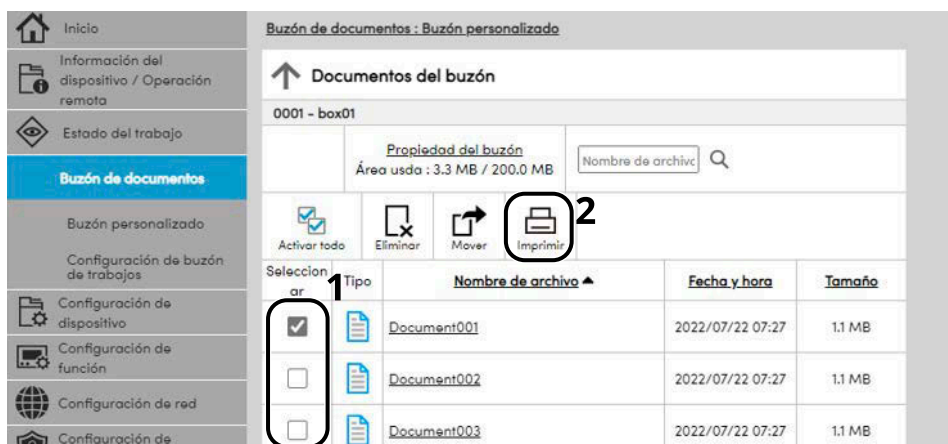 Inicio
Información del
dispositivo / Operación
remota
Estado del trabajo
Buzón de documentos
Buzón personalizado
Configuración de buzón
de trabajos
Configuración de
dispositivo
Configuración de
función
Configuración de red
Configuración de
Buzón de documentos : Buzón personalizado
Documentos del buzón
0001 - box01
Propiedad del buzón
Área usda : 3.3 MB / 200.0 MB
Nombre de archivc
Activar todo Eliminar Mover Imprimir 2
Seleccion
ar 1 Tipo Nombre de archivo Fecha y hora Tamaño
Document001 2022/07/22 07:27 1.1 MB
Document002 2022/07/22 07:27 1.1 MB
Document003 2022/07/22 07:27 1.1 MB